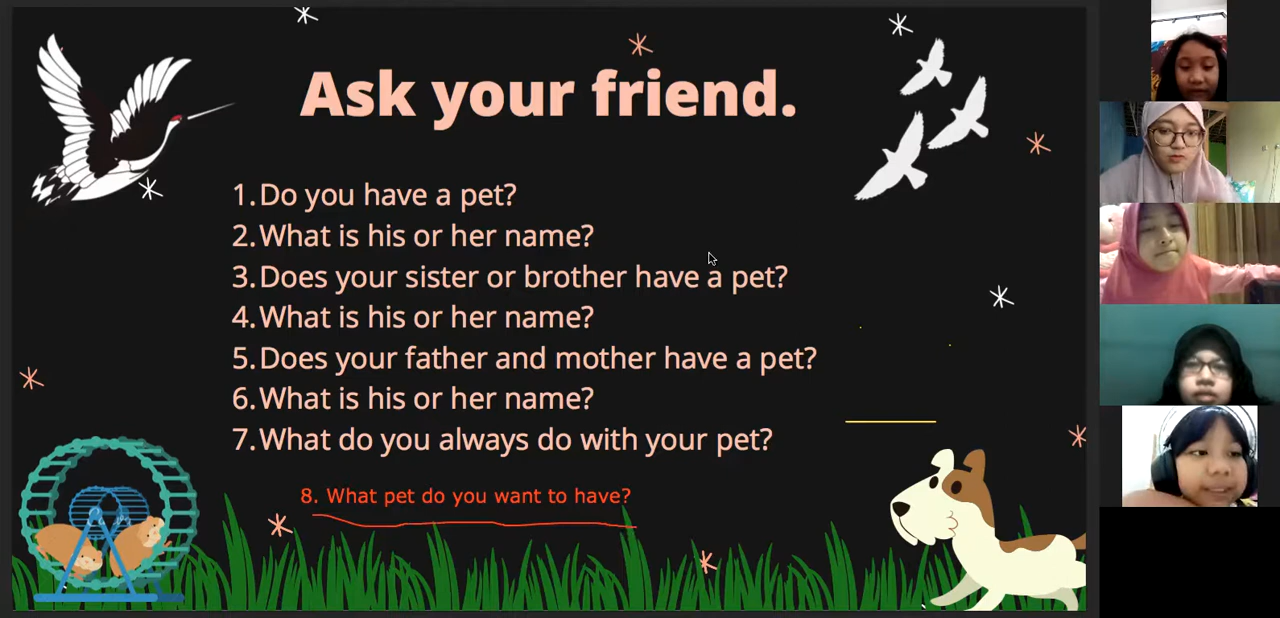 Ask your friend.
1. Do you have a pet?
2. What is his or her name?
3. Does your sister or brother have a pet?
4. What is his or her name?
5. Does your father and mother have a pet?
6. What is his or her name?
7. What do you always do with your pet?
8. What pet do you want to have?